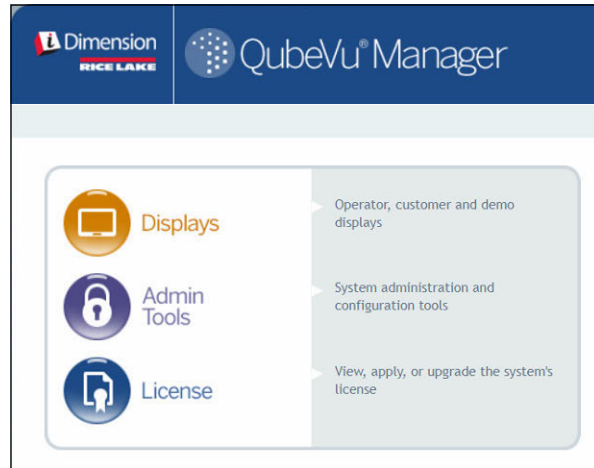 iDimension
RICE LAKE
QubeVu® Manager
Displays
Operator, customer and demo
displays
Admin
Tools
System administration and
configuration tools
License
View, apply, or upgrade the system's
license